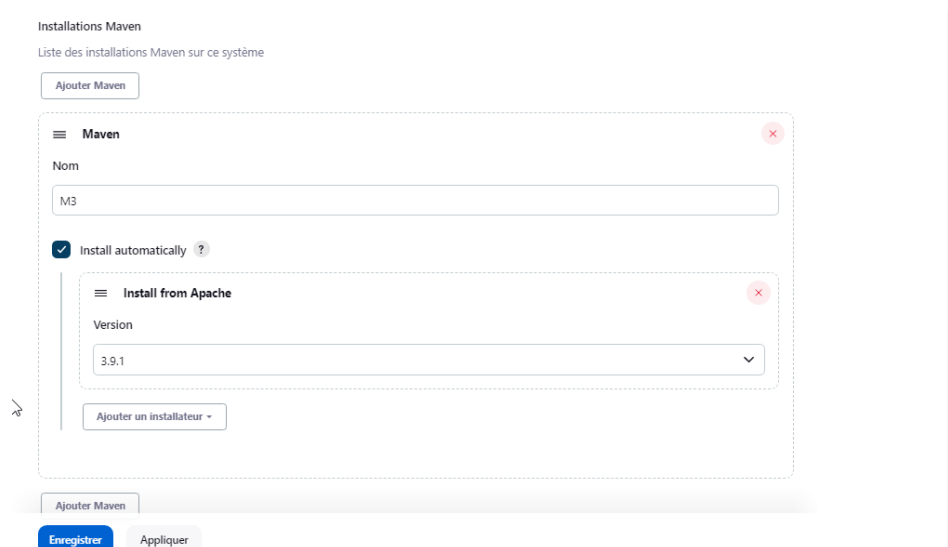 Installations Maven
Liste des installations Maven sur ce système
Ajouter Maven
Maven
Nom
M3
Install automatically ?
Install from Apache
Version
3.9.1
Ajouter un installateur
Ajouter Maven
Enregistrer Appliquer